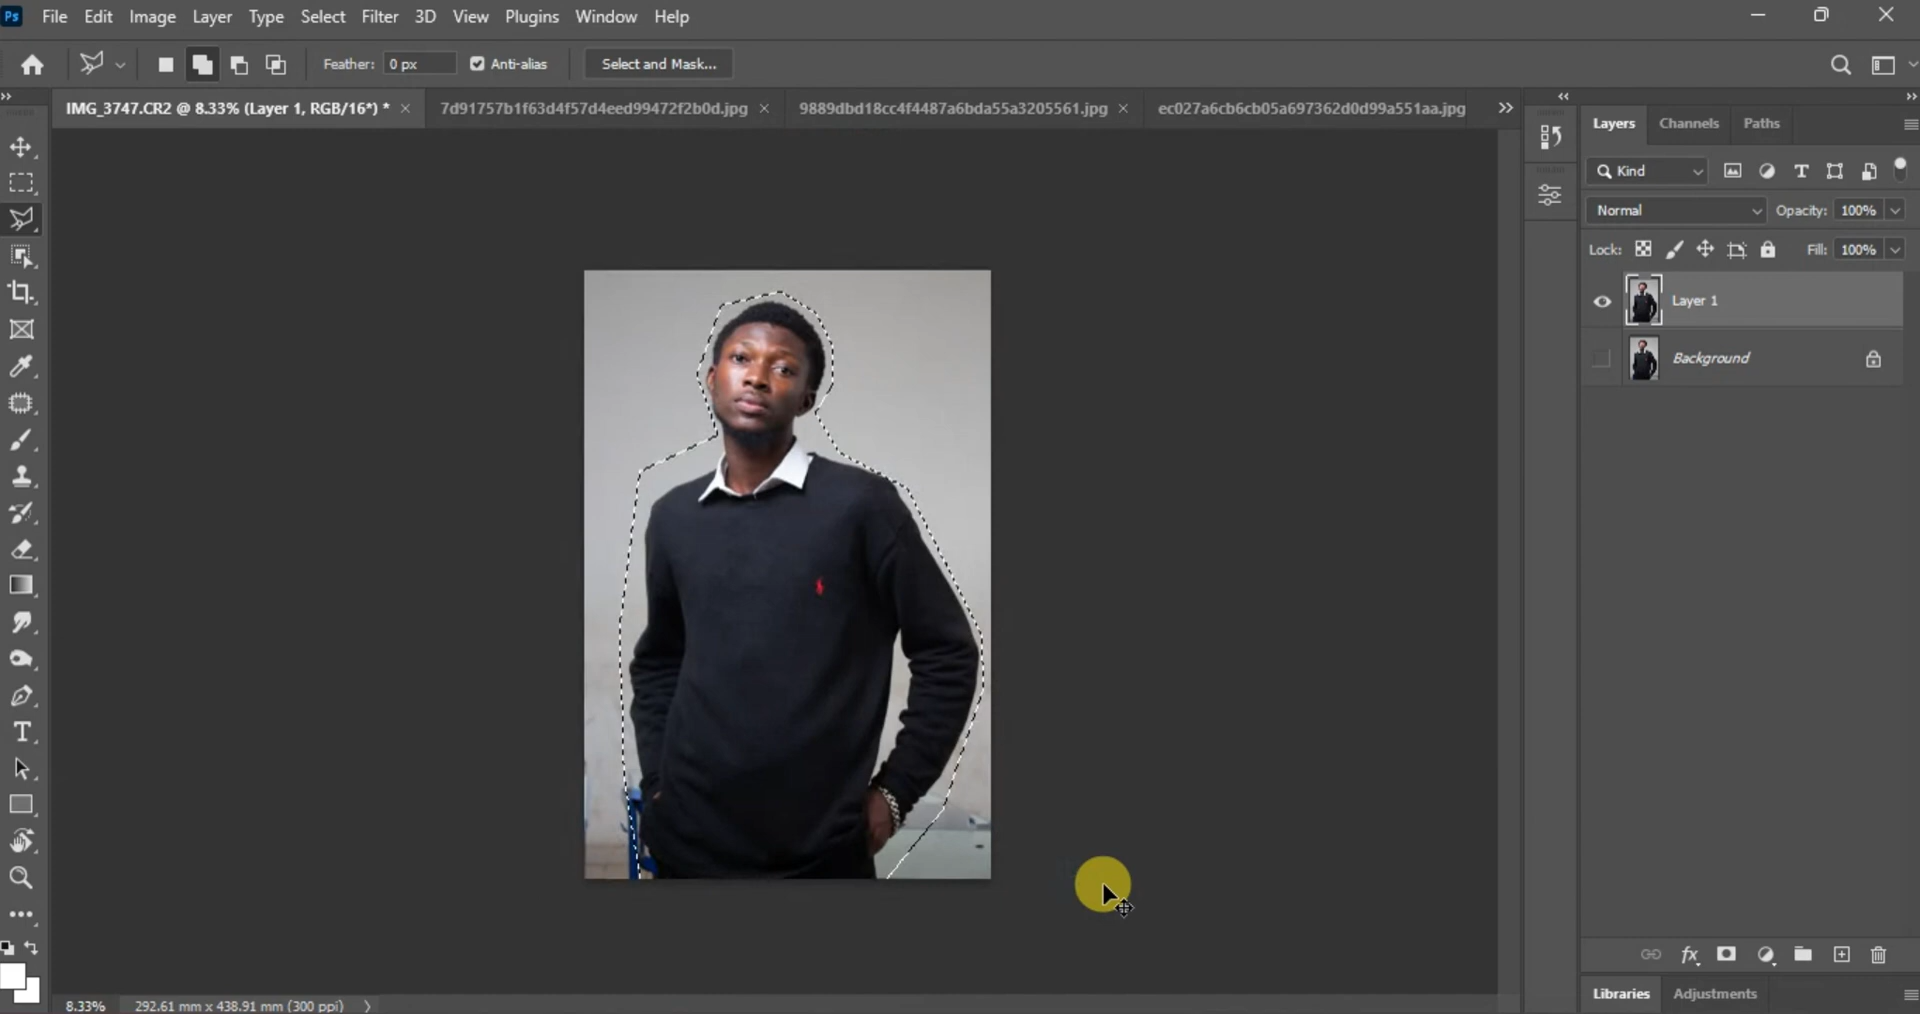 Ps File Edit Image Layer Type Select Filter 3D View Plugins Window Help
Feather: 0 px Anti-alias Select and Mask...
IMG_3747.CR2 @ 8.33% (Layer 1, RGB/16*) * × 7d91757b1f63d4f57d4eed99472f2b0d.jpg × 9889dbd18cc4f4487a6bda55a3205561.jpg × ec027a6cb6cb05a697362d0d99a551aa.jpg
Layers Channels Paths
Kind
Normal Opacity: 100%
Lock: Fill: 100%
Layer 1
Background
8.33% 292.61 mm x 438.91 mm (300 ppi)
Libraries Adjustments